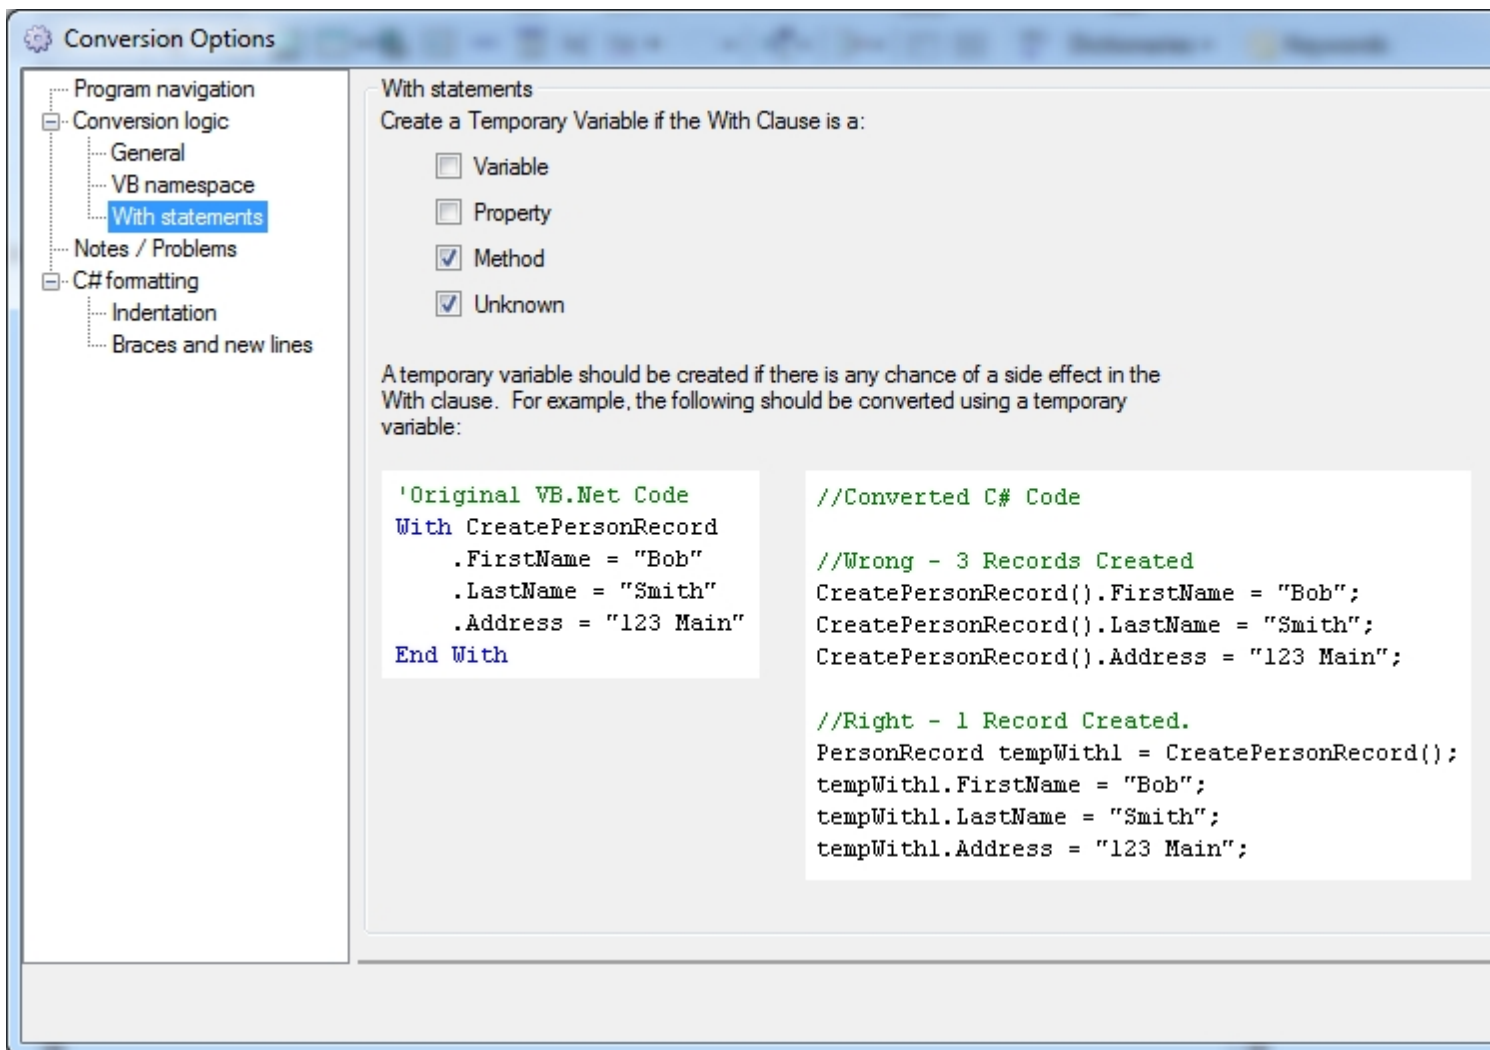 Conversion Options
Program navigation
Conversion logic
General
VB namespace
With statements
Notes / Problems
C# formatting
Indentation
Braces and new lines
With statements
Create a Temporary Variable if the With Clause is a:
Variable
Property
Method
Unknown
A temporary variable should be created if there is any chance of a side effect in the
With clause.  For example, the following should be converted using a temporary
variable:
'Original VB.Net Code
With CreatePersonRecord
    .FirstName = "Bob"
    .LastName = "Smith"
    .Address = "123 Main"
End With
//Converted C# Code
//Wrong - 3 Records Created
CreatePersonRecord().FirstName = "Bob";
CreatePersonRecord().LastName = "Smith";
CreatePersonRecord().Address = "123 Main";
//Right - 1 Record Created.
PersonRecord tempWith1 = CreatePersonRecord();
tempWith1.FirstName = "Bob";
tempWith1.LastName = "Smith";
tempWith1.Address = "123 Main";